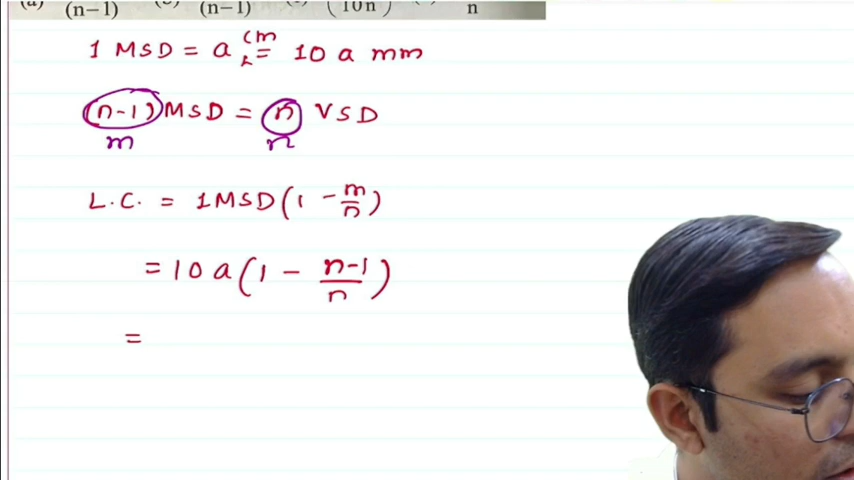 (n−1) (n−1) (10n) n
1 MSD = a cm = 10 a mm
(n-1) MSD = n VSD
m n
L.C. = 1MSD(1 - m/n)
= 10 a(1 - n-1/n)
=